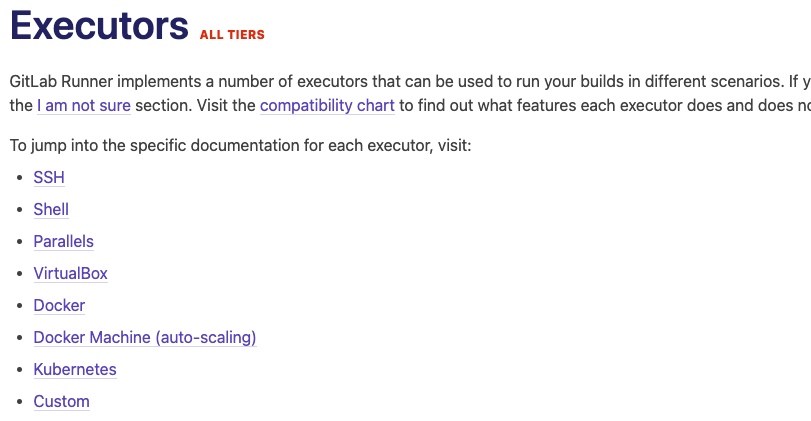 Executors ALL TIERS
GitLab Runner implements a number of executors that can be used to run your builds in different scenarios. If
the I am not sure section. Visit the compatibility chart to find out what features each executor does and does
To jump into the specific documentation for each executor, visit:
• SSH
• Shell
• Parallels
• VirtualBox
• Docker
• Docker Machine (auto-scaling)
• Kubernetes
• Custom